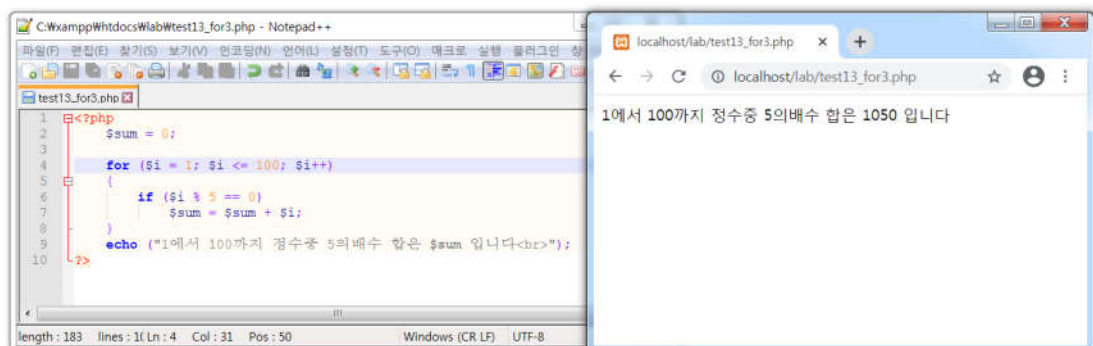 C:₩xampp₩htdocs₩lab₩test13_for3.php - Notepad++
파일(F) 편집(E) 찾기(S) 보기(V) 인코딩(N) 언어(L) 설정(T) 도구(O) 매크로 실행 플러그인 창
test13_for3.php
1 <?php
2 $sum = 0;
3
4 for ($i = 1; $i <= 100; $i++)
5 {
6 if ($i % 5 == 0)
7 $sum = $sum + $i;
8 }
9 echo ("1에서 100까지 정수중 5의배수 합은 $sum 입니다<br>");
10 ?>
length : 183 lines : 1( Ln : 4 Col : 31 Pos : 50 Windows (CR LF) UTF-8
localhost/lab/test13_for3.php
localhost/lab/test13_for3.php
1에서 100까지 정수중 5의배수 합은 1050 입니다